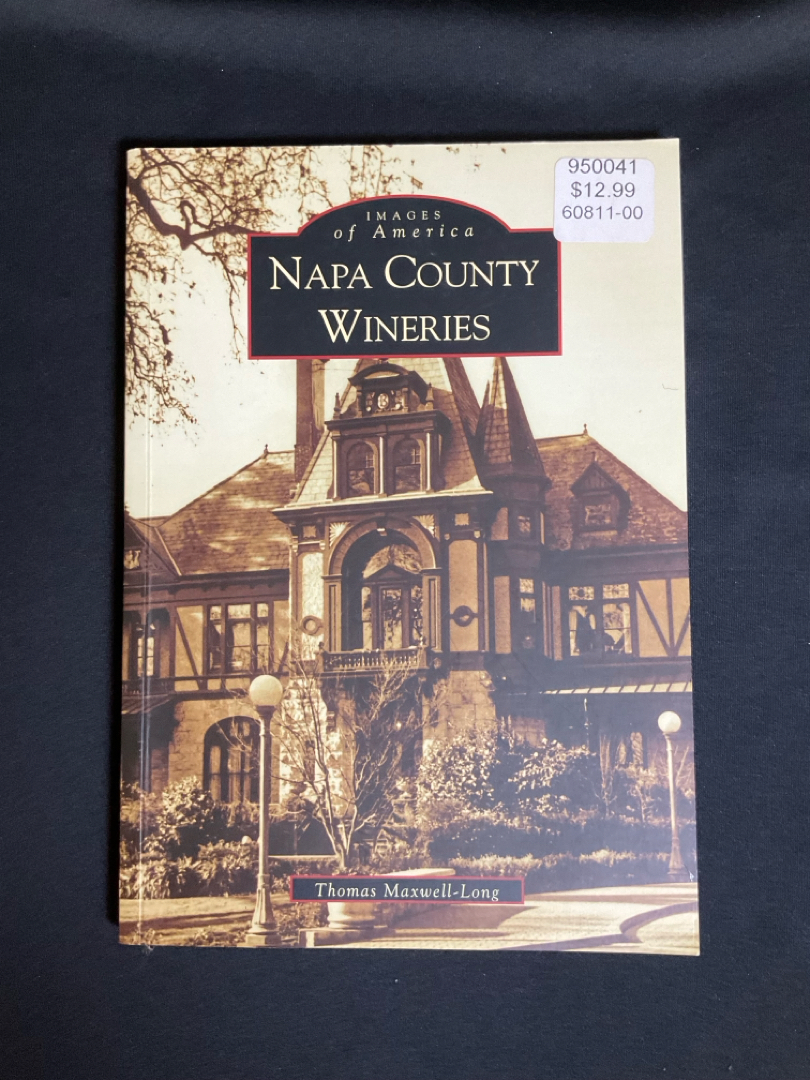 950041
$12.99
60811-00
IMAGES
of America
NAPA COUNTY
WINERIES
Thomas Maxwell-Long